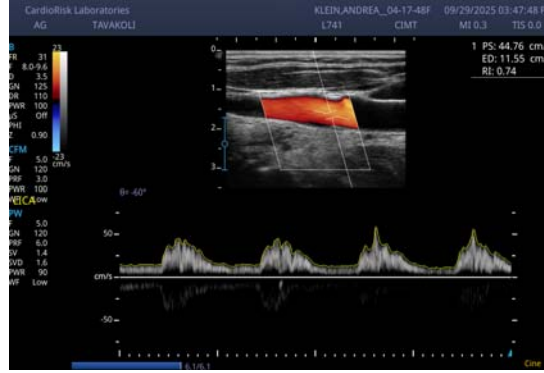 CardioRisk Laboratories KLEIN,ANDREA__04-17-48F 09/29/2025 03:47:48 P
AG TAVAKOLI L741 CIMT MI 0.3 TIS 0.0
B
FR 31
F 8.0-9.6
D 3.5
GN 125
DR 110
PWR 100
µS Off
PHI
Z 0.90
CFM
F 5.0
GN 120
PRF 3.0
PWR 100
WF Low
LICA
PW
F 5.0
GN 120
PRF 6.0
SV 1.4
SVD 1.6
PWR 90
WF Low
23
-23
cm/s
0
1
2
3
1 PS: 44.76 cm
ED: 11.55 cm
RI: 0.74
θ= -60°
50
cm/s
-50
6.1/6.1
Cine